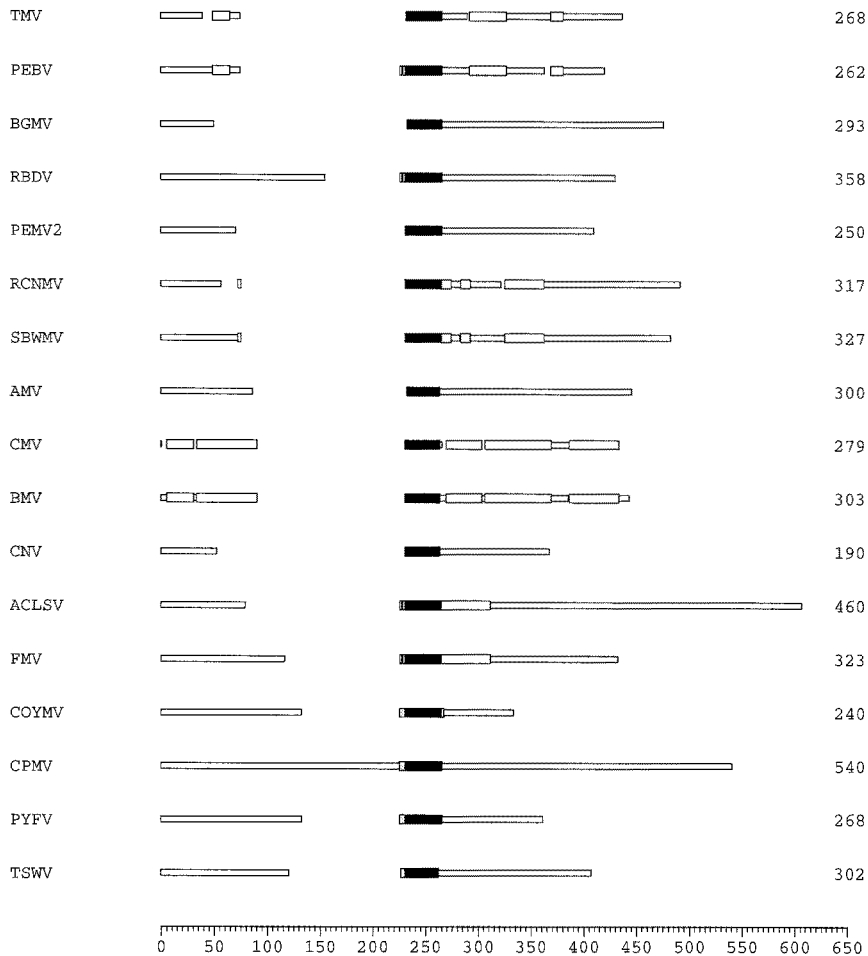 TMV 268
PEBV 262
BGMV 293
RBDV 358
PEMV2 250
RCNMV 317
SBWMV 327
AMV 300
CMV 279
BMV 303
CNV 190
ACLSV 460
FMV 323
COYMV 240
CPMV 540
PYFV 268
TSWV 302
0 50 100 150 200 250 300 350 400 450 500 550 600 650